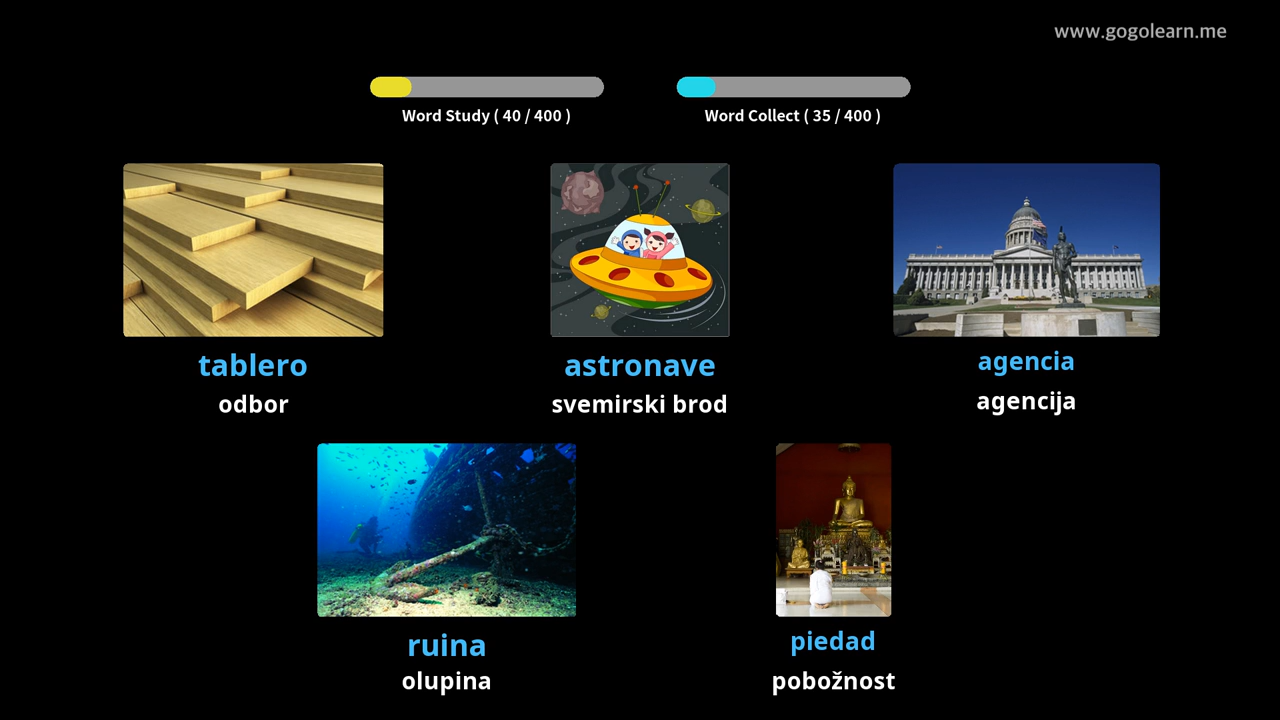 www.gogolearn.me
Word Study ( 40 / 400 )
Word Collect ( 35 / 400 )
tablero
odbor
astronave
svemirski brod
agencia
agencija
ruina
olupina
piedad
pobožnost